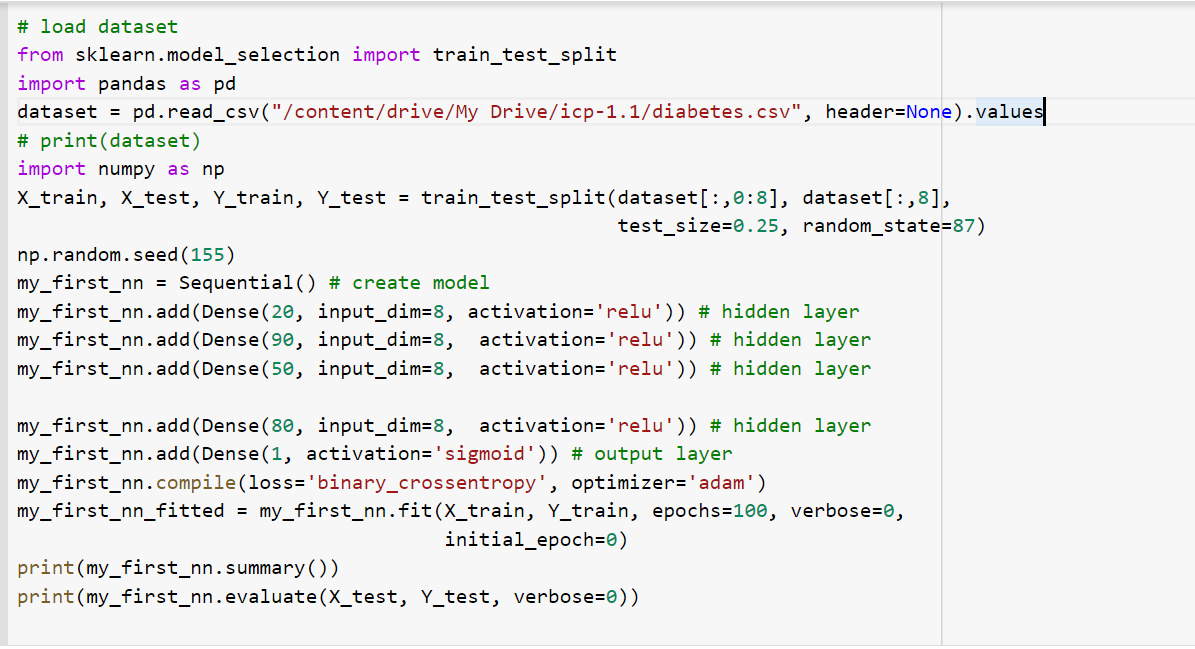 # load dataset
from sklearn.model_selection import train_test_split
import pandas as pd
dataset = pd.read_csv("/content/drive/My Drive/icp-1.1/diabetes.csv", header=None).values
# print(dataset)
import numpy as np
X_train, X_test, Y_train, Y_test = train_test_split(dataset[:,0:8], dataset[:,8],
                                                    test_size=0.25, random_state=87)
np.random.seed(155)
my_first_nn = Sequential() # create model
my_first_nn.add(Dense(20, input_dim=8, activation='relu')) # hidden layer
my_first_nn.add(Dense(90, input_dim=8,  activation='relu')) # hidden layer
my_first_nn.add(Dense(50, input_dim=8,  activation='relu')) # hidden layer

my_first_nn.add(Dense(80, input_dim=8,  activation='relu')) # hidden layer
my_first_nn.add(Dense(1, activation='sigmoid')) # output layer
my_first_nn.compile(loss='binary_crossentropy', optimizer='adam')
my_first_nn_fitted = my_first_nn.fit(X_train, Y_train, epochs=100, verbose=0,
                                     initial_epoch=0)
print(my_first_nn.summary())
print(my_first_nn.evaluate(X_test, Y_test, verbose=0))